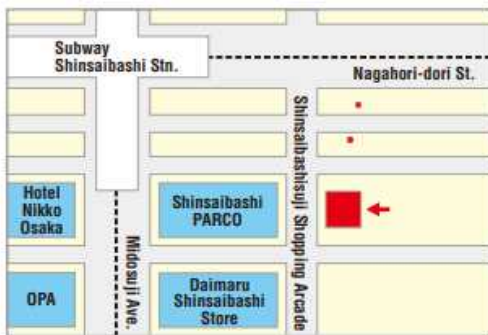 Subway
Shinsaibashi Stn.
Nagahori-dori St.
Shinsaibashisuji Shopping Arcade
Hotel
Nikko
Osaka
Shinsaibashi
PARCO
Midosuji Ave.
OPA
Daimaru
Shinsaibashi
Store